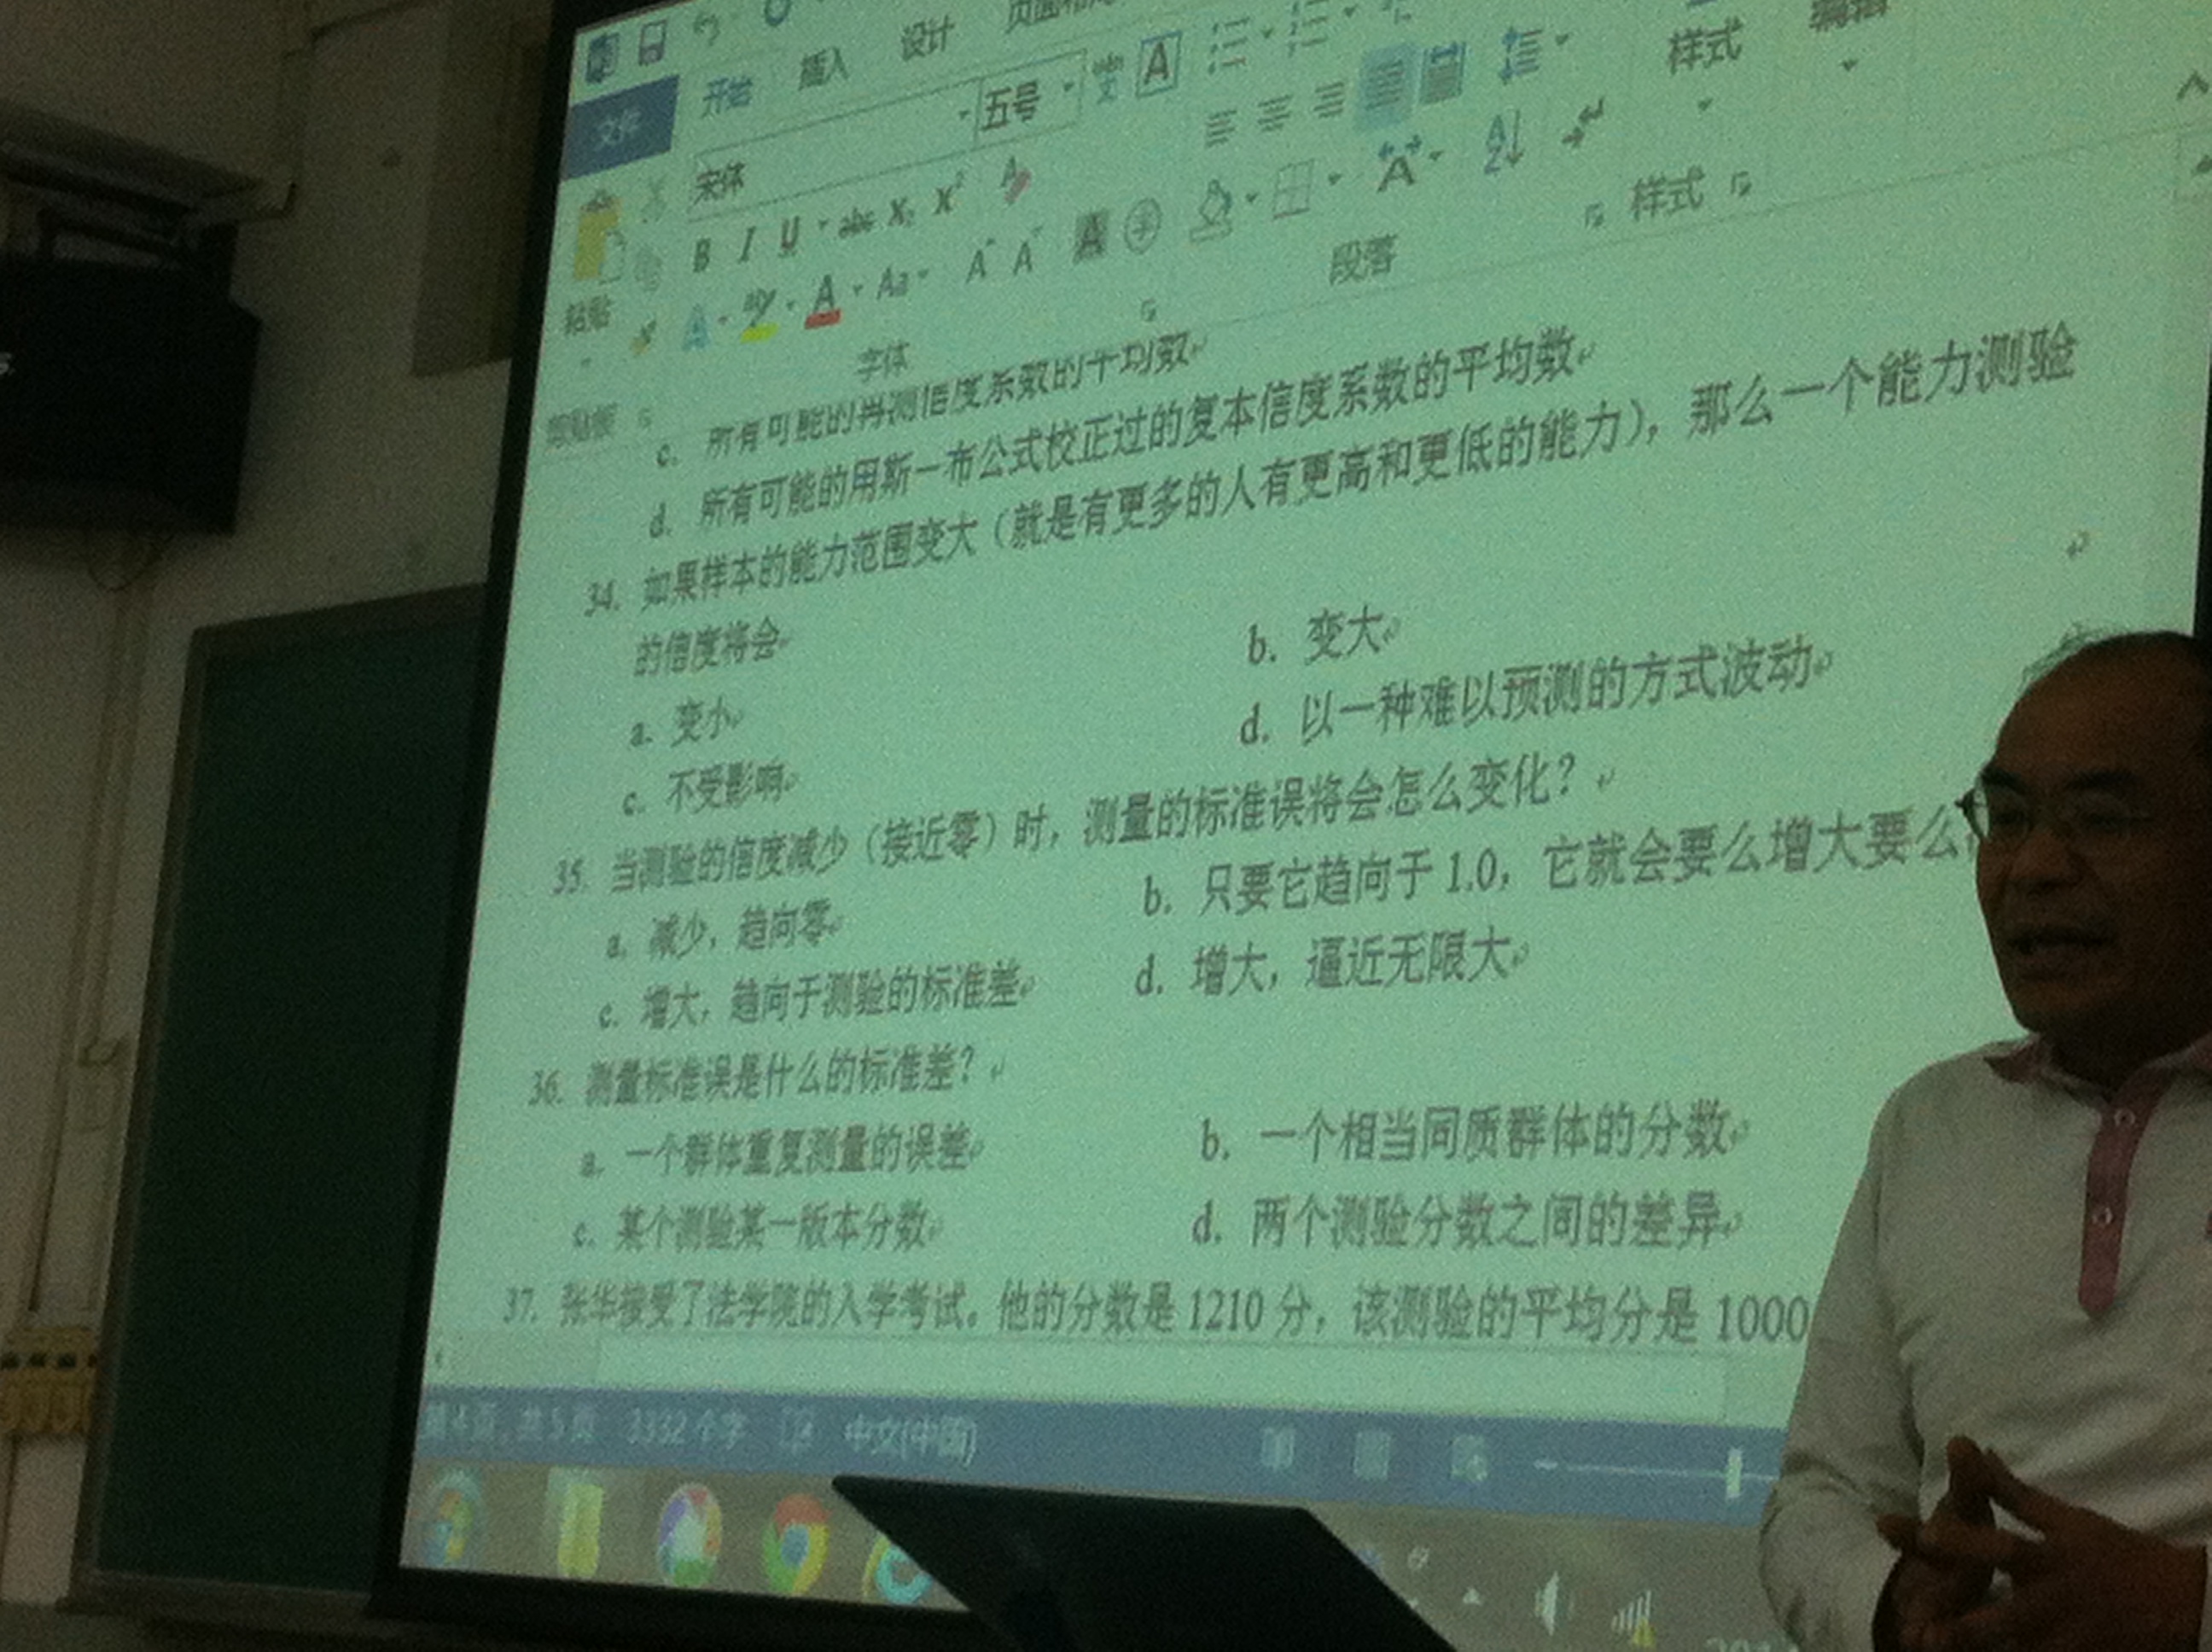 设计
插入
开始
文件
样式
五号
宋体
B I U abc X₂ X²
A A Aa A A A
粘贴
字体
段落
样式
c. 所有可能的再测信度系数的平均数
d. 所有可能的用斯一布公式校正过的复本信度系数的平均数
34. 如果样本的能力范围变大（就是有更多的人有更高和更低的能力），那么一个能力测验
的信度将会
a. 变小 b. 变大
c. 不受影响 d. 以一种难以预测的方式波动
35. 当测验的信度减少（接近零）时，测量的标准误将会怎么变化？
a. 减少，趋向零 b. 只要它趋向于 1.0，它就会要么增大要么
c. 增大，趋向于测验的标准差 d. 增大，逼近无限大
36. 测量标准误是什么的标准差？
a. 一个群体重复测量的误差 b. 一个相当同质群体的分数
c. 某个测验某一版本分数 d. 两个测验分数之间的差异
37. 张华接受了法学院的入学考试。他的分数是 1210 分，该测验的平均分是 1000
第4页，共5页 3332 个字 中文(中国)